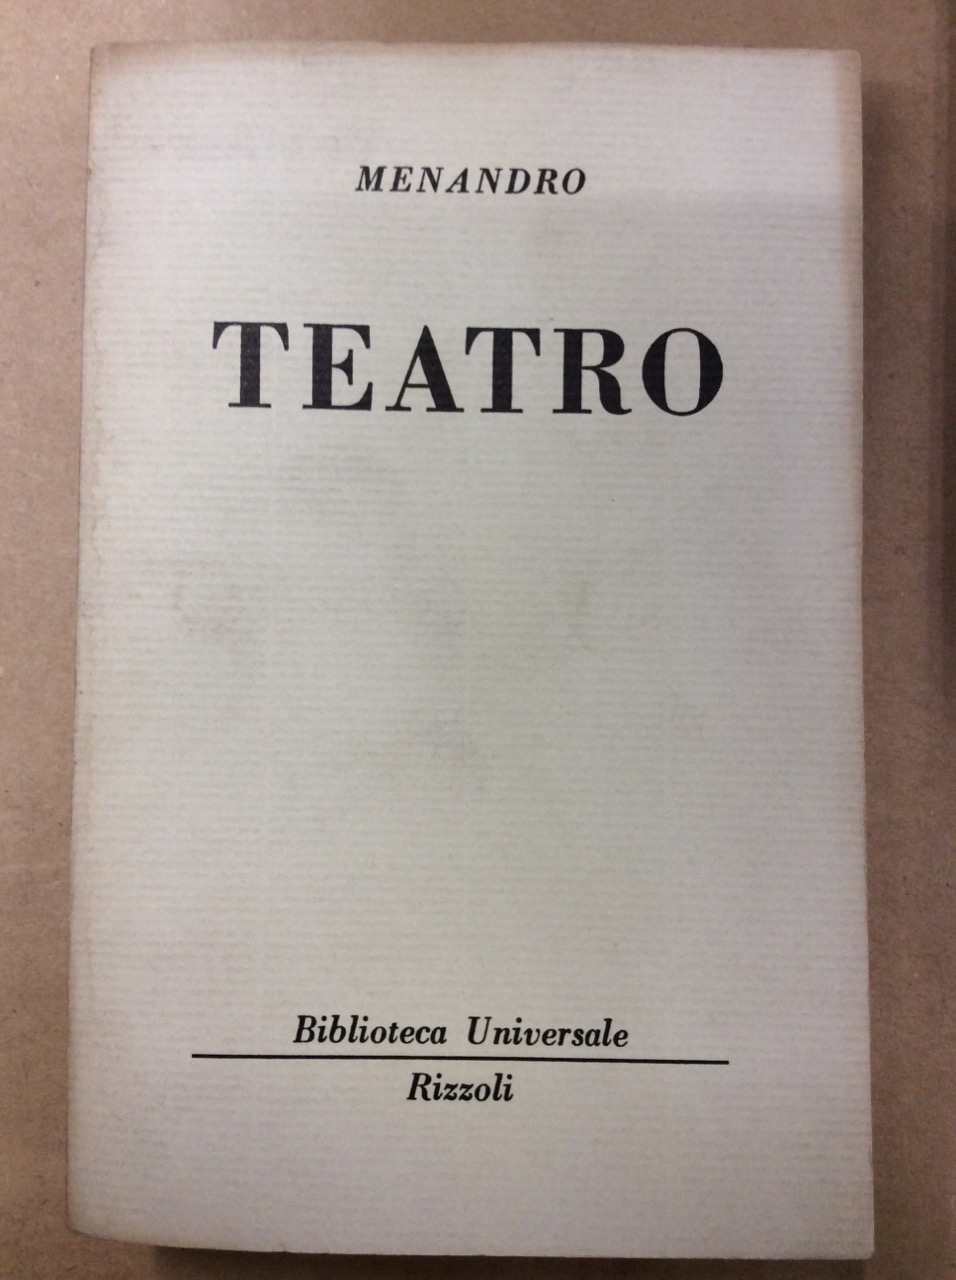 MENANDRO
TEATRO
Biblioteca Universale
Rizzoli